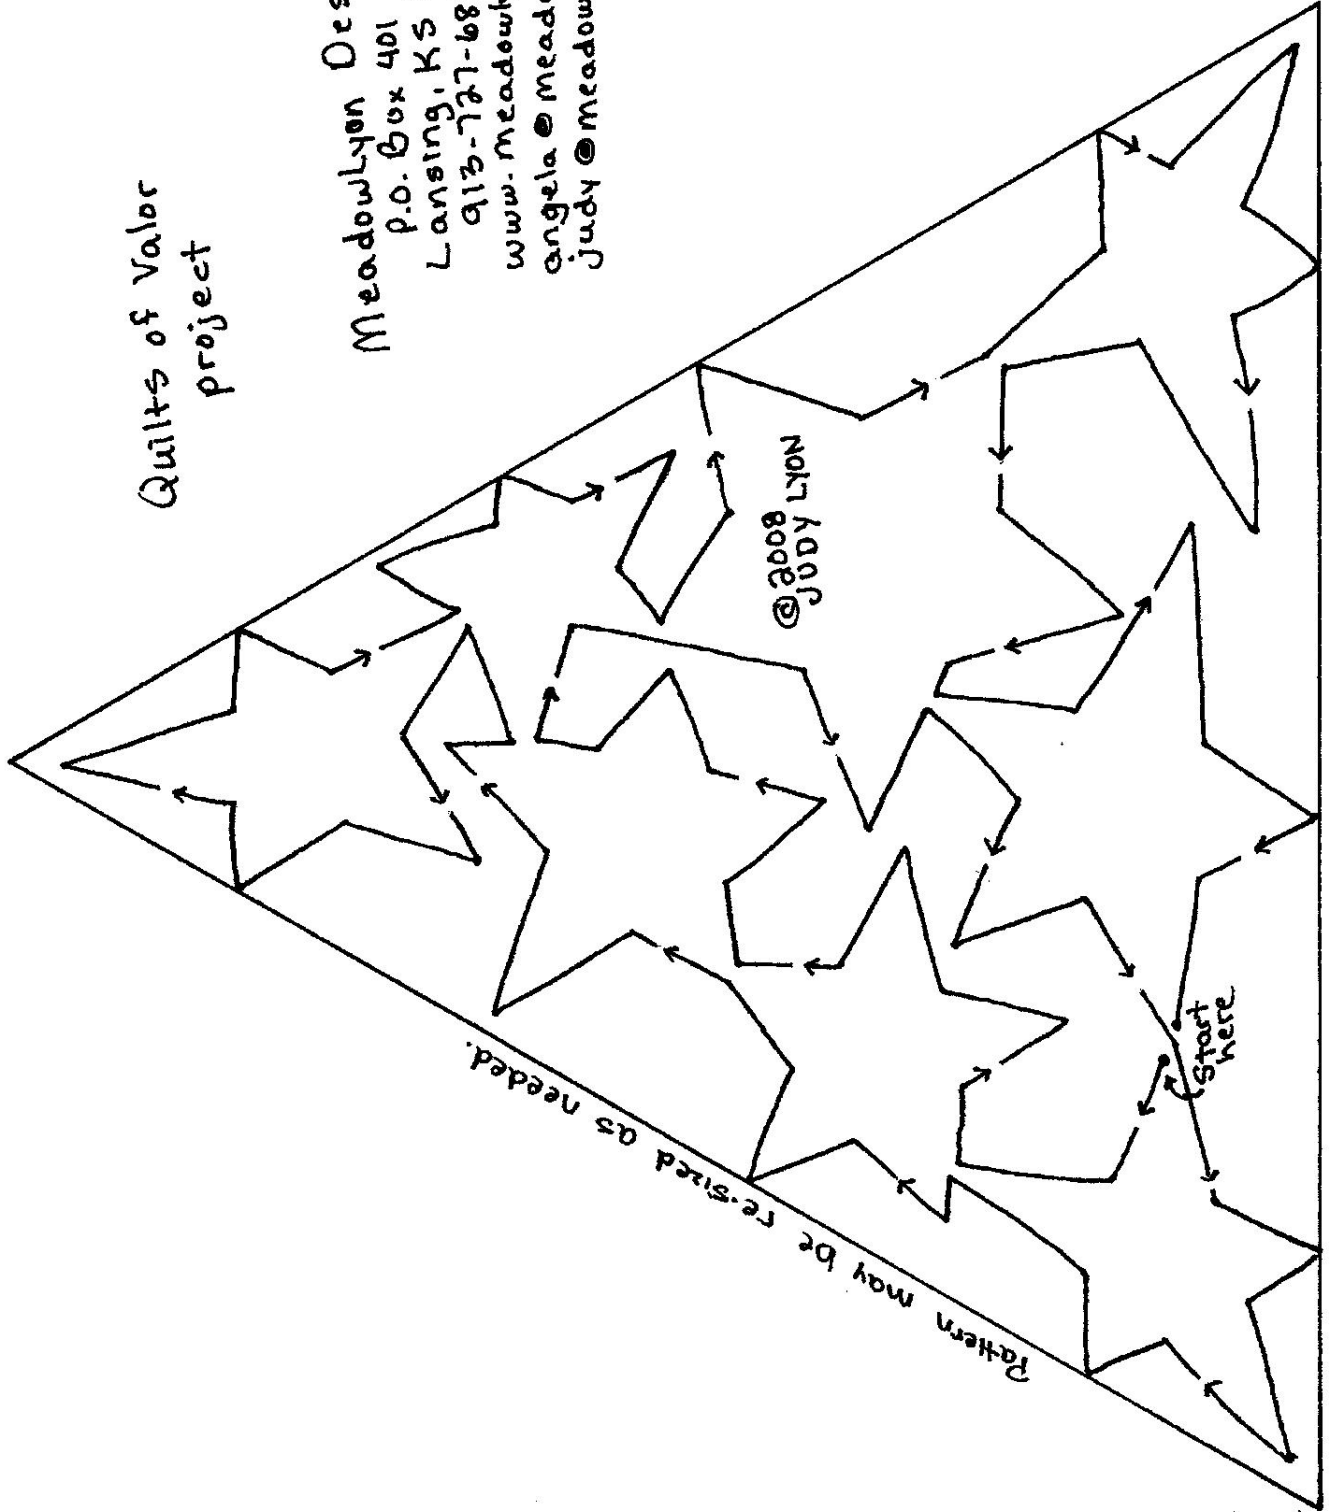 Quilts of Valor
project
MeadowLyon
P.O. Box 401
Lansing, KS
913-727-68
www.meadowl
angela@meado
judy@meadow
©2008
JUDY LYON
Start
here
Pattern may be re-sized as needed.